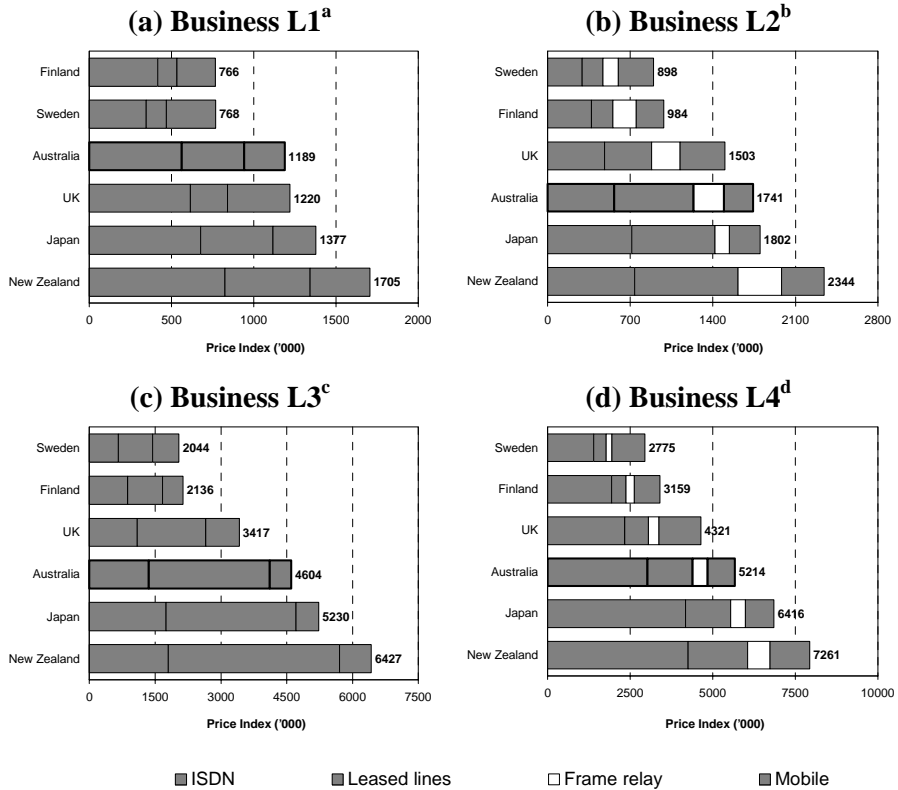 (a) Business L1a
Finland 766
Sweden 768
Australia 1189
UK 1220
Japan 1377
New Zealand 1705
0 500 1000 1500 2000
Price Index ('000)
(b) Business L2b
Sweden 898
Finland 984
UK 1503
Australia 1741
Japan 1802
New Zealand 2344
0 700 1400 2100 2800
Price Index ('000)
(c) Business L3c
Sweden 2044
Finland 2136
UK 3417
Australia 4604
Japan 5230
New Zealand 6427
0 1500 3000 4500 6000 7500
Price Index ('000)
(d) Business L4d
Sweden 2775
Finland 3159
UK 4321
Australia 5214
Japan 6416
New Zealand 7261
0 2500 5000 7500 10000
Price Index ('000)
ISDN Leased lines Frame relay Mobile